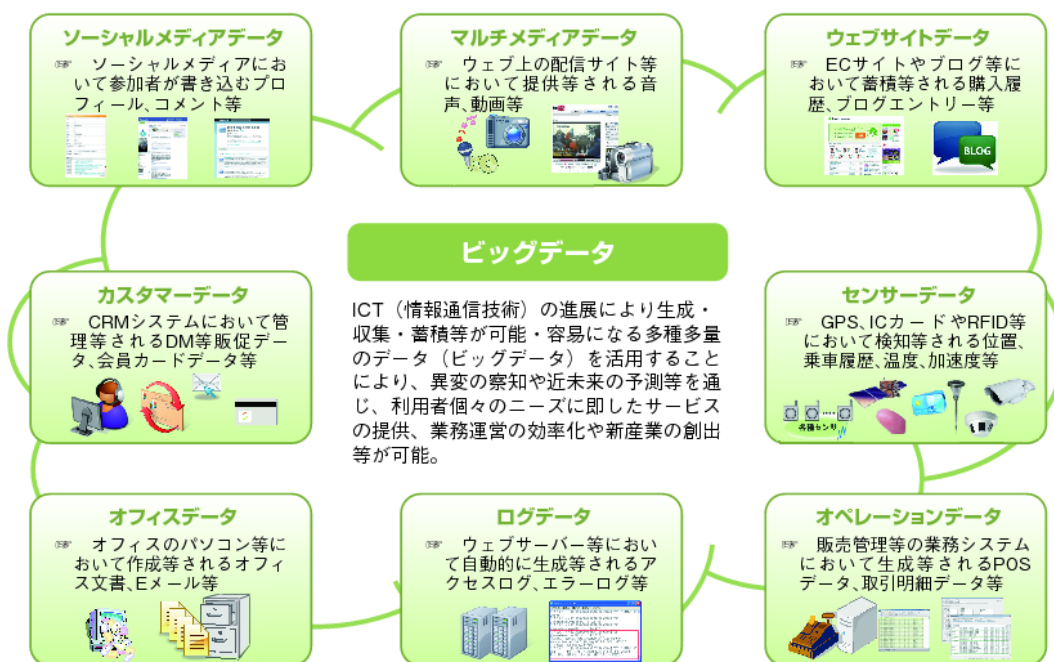 ソーシャルメディアデータ
☞ ソーシャルメディアにお
いて参加者が書き込むプロ
フィール、コメント等
マルチメディアデータ
☞ ウェブ上の配信サイト等
において提供等される音
声、動画等
ウェブサイトデータ
☞ ECサイトやブログ等に
おいて蓄積等される購入履
歴、ブログエントリー等
BLOG
カスタマーデータ
☞ CRMシステムにおいて管
理等されるDM等販促デー
タ、会員カードデータ等
ビッグデータ
ICT（情報通信技術）の進展により生成・
収集・蓄積等が可能・容易になる多種多量
のデータ（ビッグデータ）を活用すること
により、異変の察知や近未来の予測等を通
じ、利用者個々のニーズに即したサービス
の提供、業務運営の効率化や新産業の創出
等が可能。
センサーデータ
☞ GPS、ICカードやRFID等
において検知等される位置、
乗車履歴、温度、加速度等
各種センサ
オフィスデータ
☞ オフィスのパソコン等に
おいて作成等されるオフィ
ス文書、Eメール等
ログデータ
☞ ウェブサーバー等におい
て自動的に生成等されるア
クセスログ、エラーログ等
オペレーションデータ
☞ 販売管理等の業務システム
において生成等されるPOS
データ、取引明細データ等